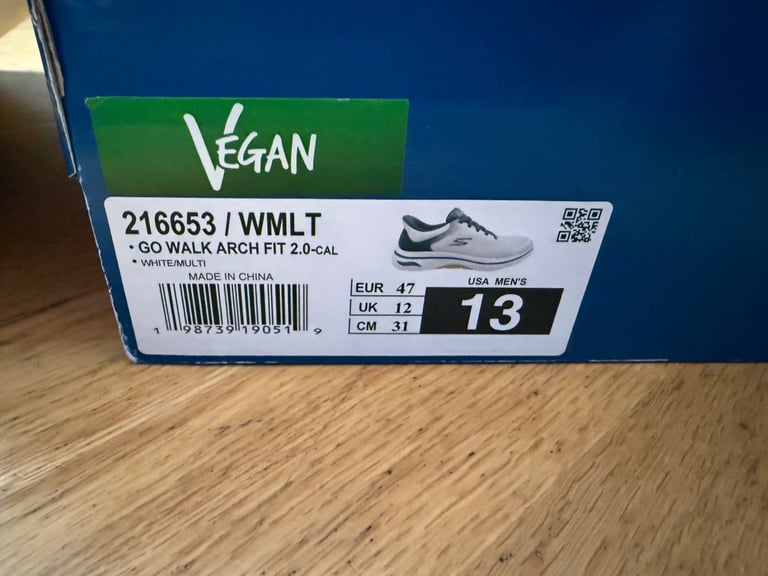 VEGAN
216653 / WMLT
• GO WALK ARCH FIT 2.0-CAL
• WHITE/MULTI
MADE IN CHINA
1 98739 19051 9
EUR 47
UK 12
CM 31
USA MEN'S
13